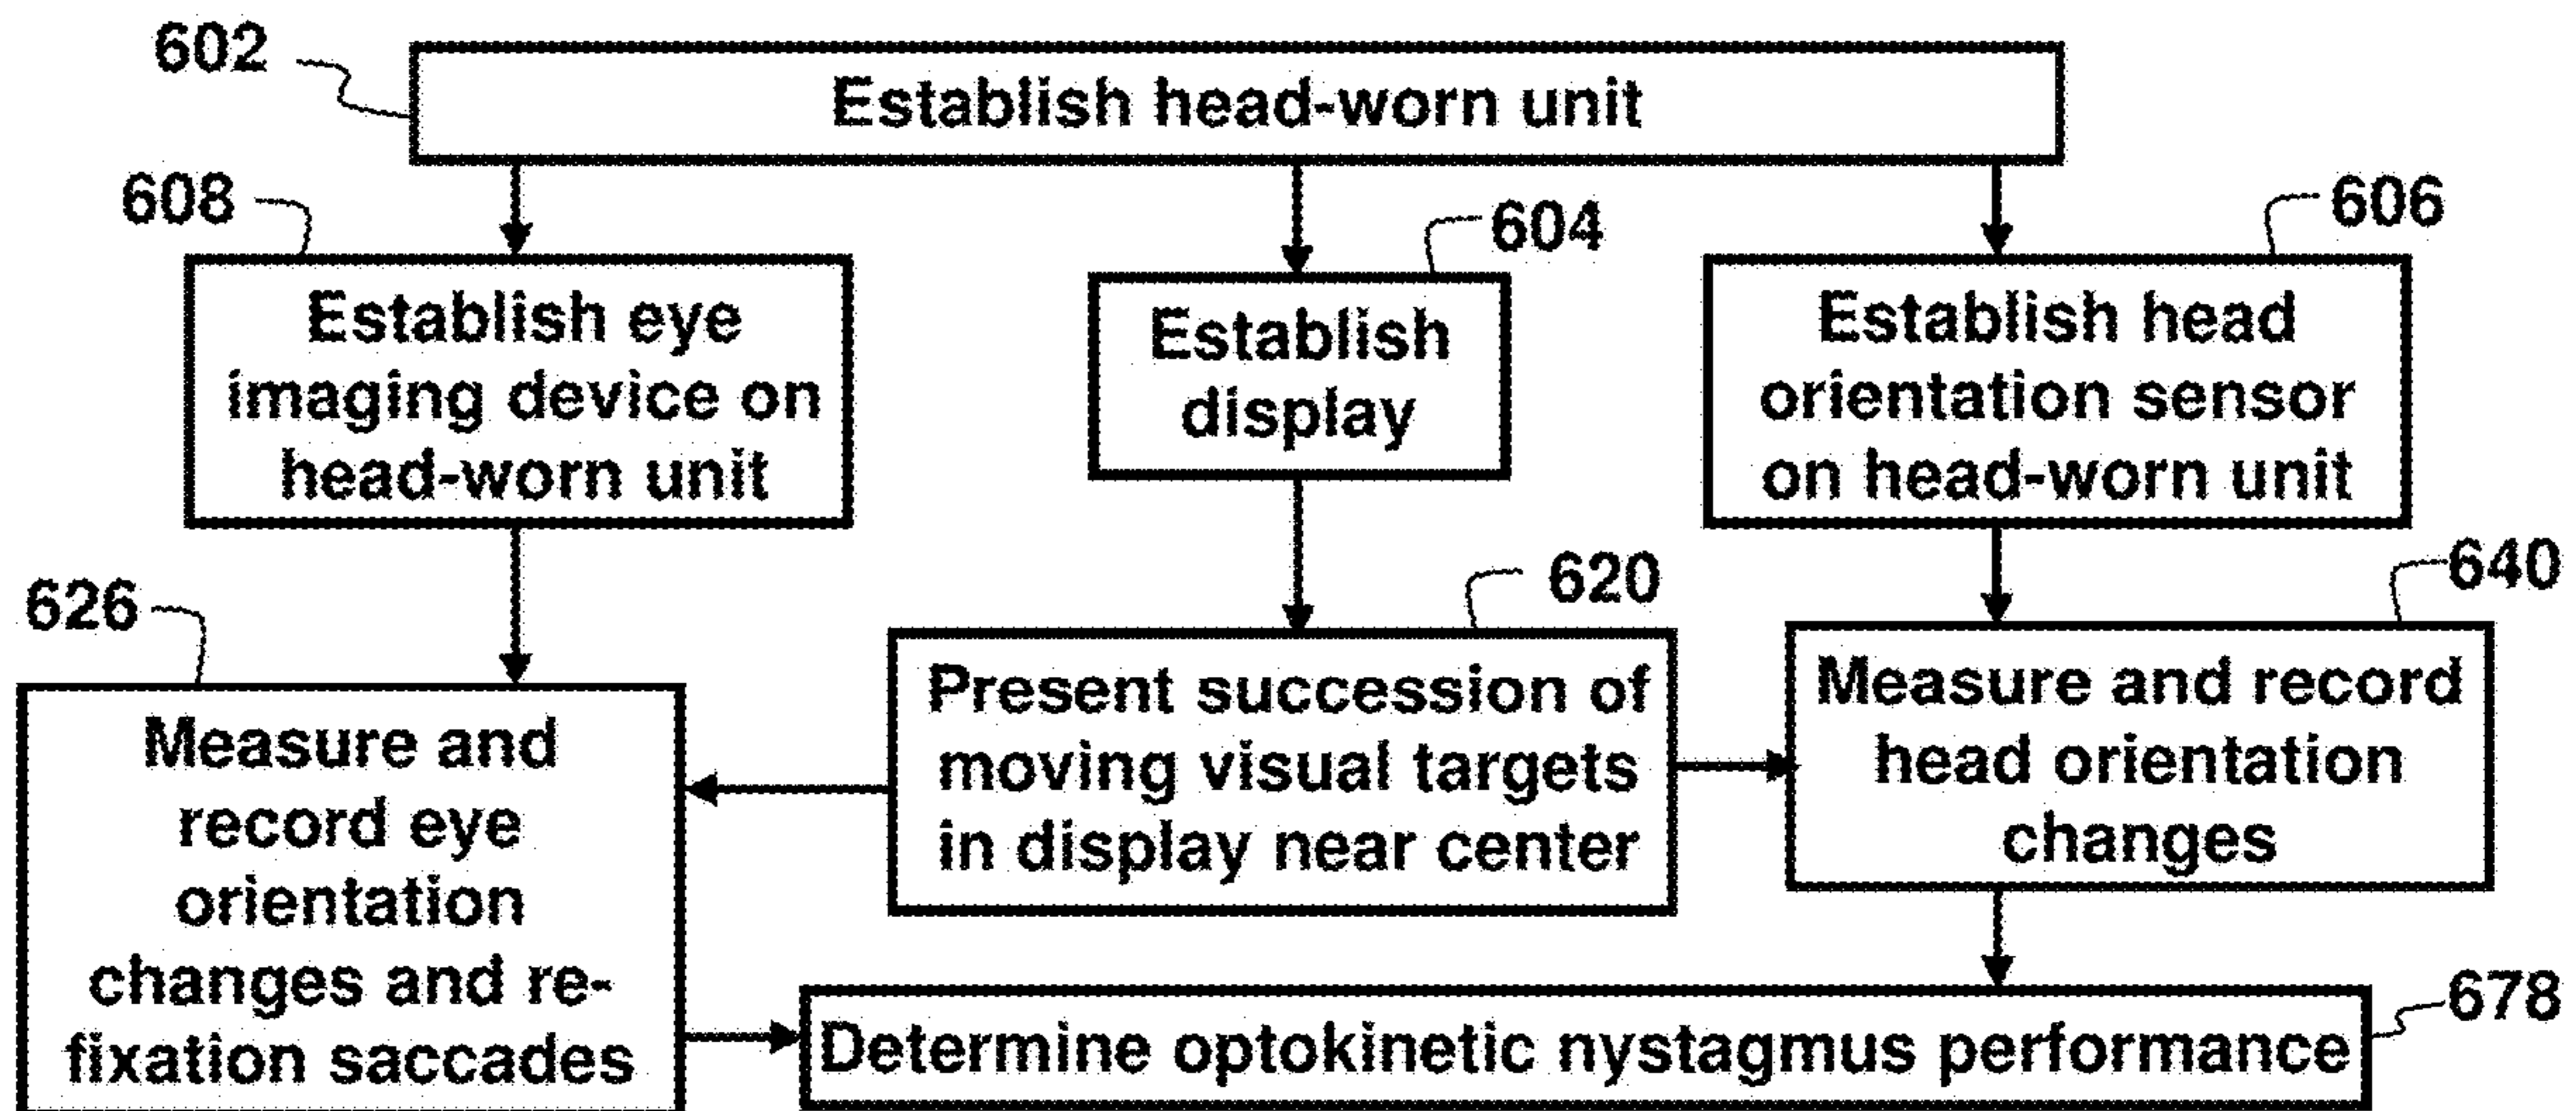 602
Establish head-worn unit
608
604
606
Establish eye
imaging device on
head-worn unit
Establish
display
Establish head
orientation sensor
on head-worn unit
626
620
640
Measure and
record eye
orientation
changes and re-
fixation saccades
Present succession of
moving visual targets
in display near center
Measure and record
head orientation
changes
678
Determine optokinetic nystagmus performance